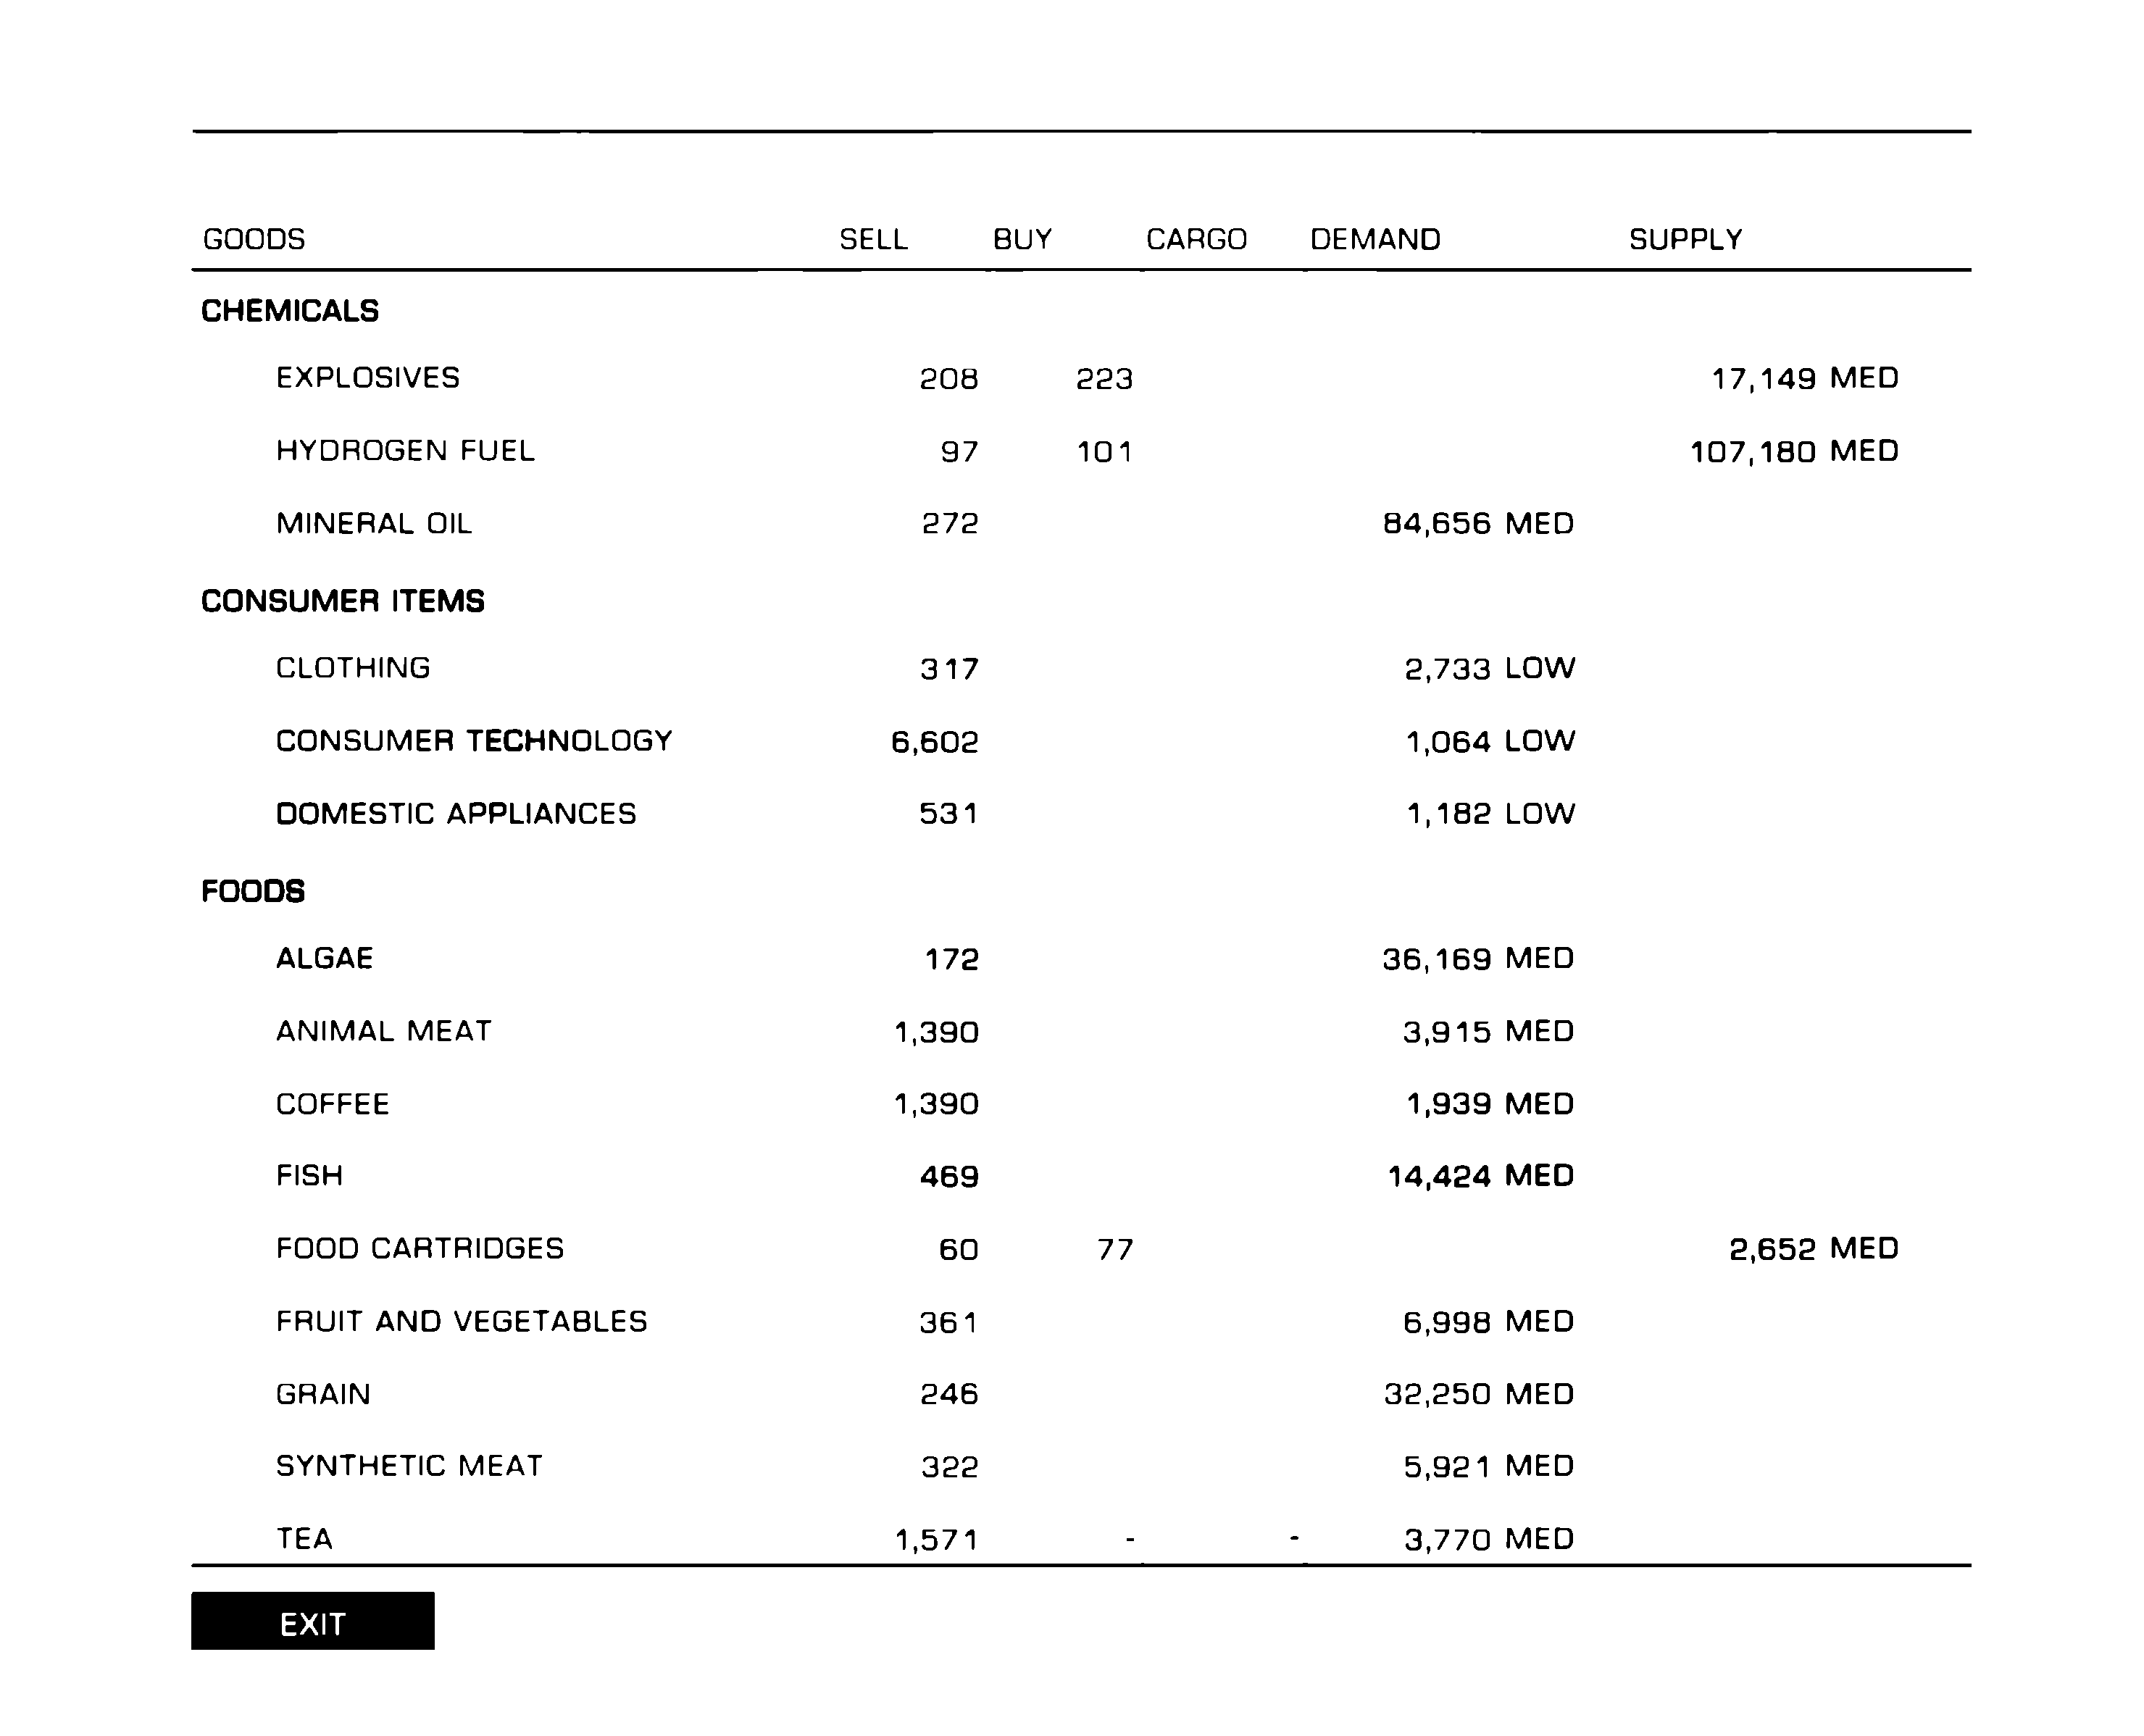 GOODS SELL BUY CARGO DEMAND SUPPLY
CHEMICALS
EXPLOSIVES 208 223 17,149 MED
HYDROGEN FUEL 97 101 107,180 MED
MINERAL OIL 272 84,656 MED
CONSUMER ITEMS
CLOTHING 317 2,733 LOW
CONSUMER TECHNOLOGY 6,602 1,064 LOW
DOMESTIC APPLIANCES 531 1,182 LOW
FOODS
ALGAE 172 36,169 MED
ANIMAL MEAT 1,390 3,915 MED
COFFEE 1,390 1,939 MED
FISH 469 14,424 MED
FOOD CARTRIDGES 60 77 2,652 MED
FRUIT AND VEGETABLES 361 6,998 MED
GRAIN 246 32,250 MED
SYNTHETIC MEAT 322 5,921 MED
TEA 1,571 - - 3,770 MED
EXIT